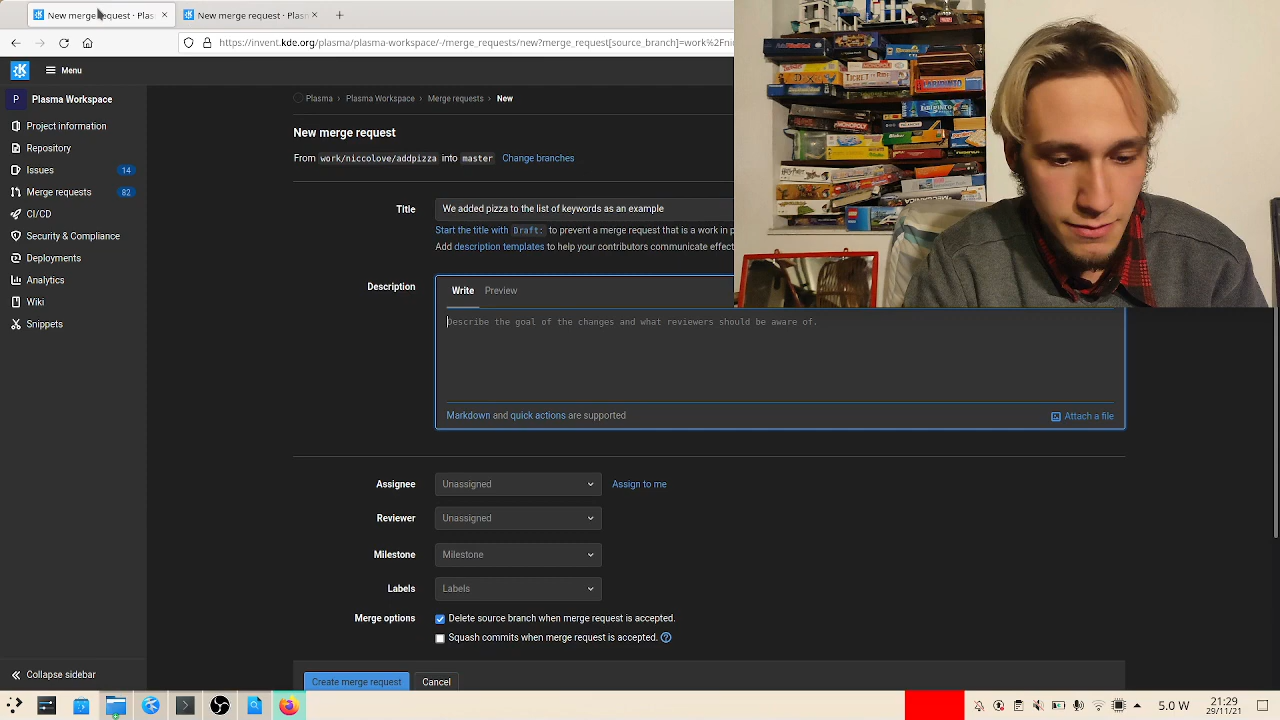 New merge request · Plasm
New merge request · Plasm
https://invent.kde.org/plasma/plasma-workspace/-/merge_requests/new?merge_request[source_branch]=work%2Fni
Menu
Plasma › Plasma Workspace › Merge requests › New
P Plasma Workspace
Project information
Repository
14
Merge requests 82
CI/CD
Security & Compliance
Deployments
Analytics
Wiki
Snippets
Collapse sidebar
New merge request
From work/niccolove/addpizza into master Change branches
Title We added pizza to the list of keywords as an example
Start the title with Draft: to prevent a merge request that is a work in p
Add description templates to help your contributors communicate effect
Description Write Preview
Describe the goal of the changes and what reviewers should be aware of.
Markdown and quick actions are supported Attach a file
Assignee Unassigned Assign to me
Reviewer Unassigned
Milestone Milestone
Labels Labels
Merge options Delete source branch when merge request is accepted.
Squash commits when merge request is accepted.
Create merge request Cancel
TICKET
MONOPOLY
LABIRINTO
5.0 W
21:29
29/11/21